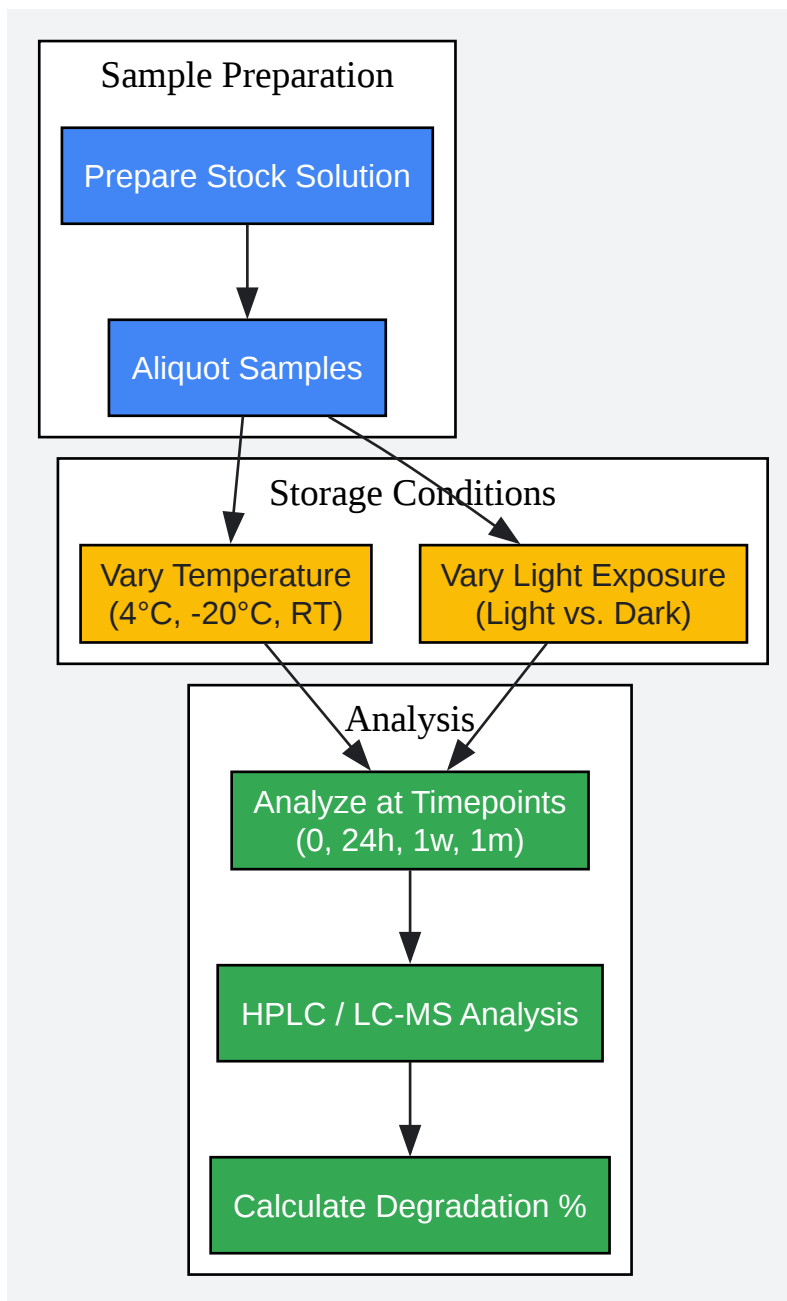 Sample Preparation
Prepare Stock Solution
Aliquot Samples
Storage Conditions
Vary Temperature
(4°C, -20°C, RT)
Vary Light Exposure
(Light vs. Dark)
Analysis
Analyze at Timepoints
(0, 24h, 1w, 1m)
HPLC / LC-MS Analysis
Calculate Degradation %